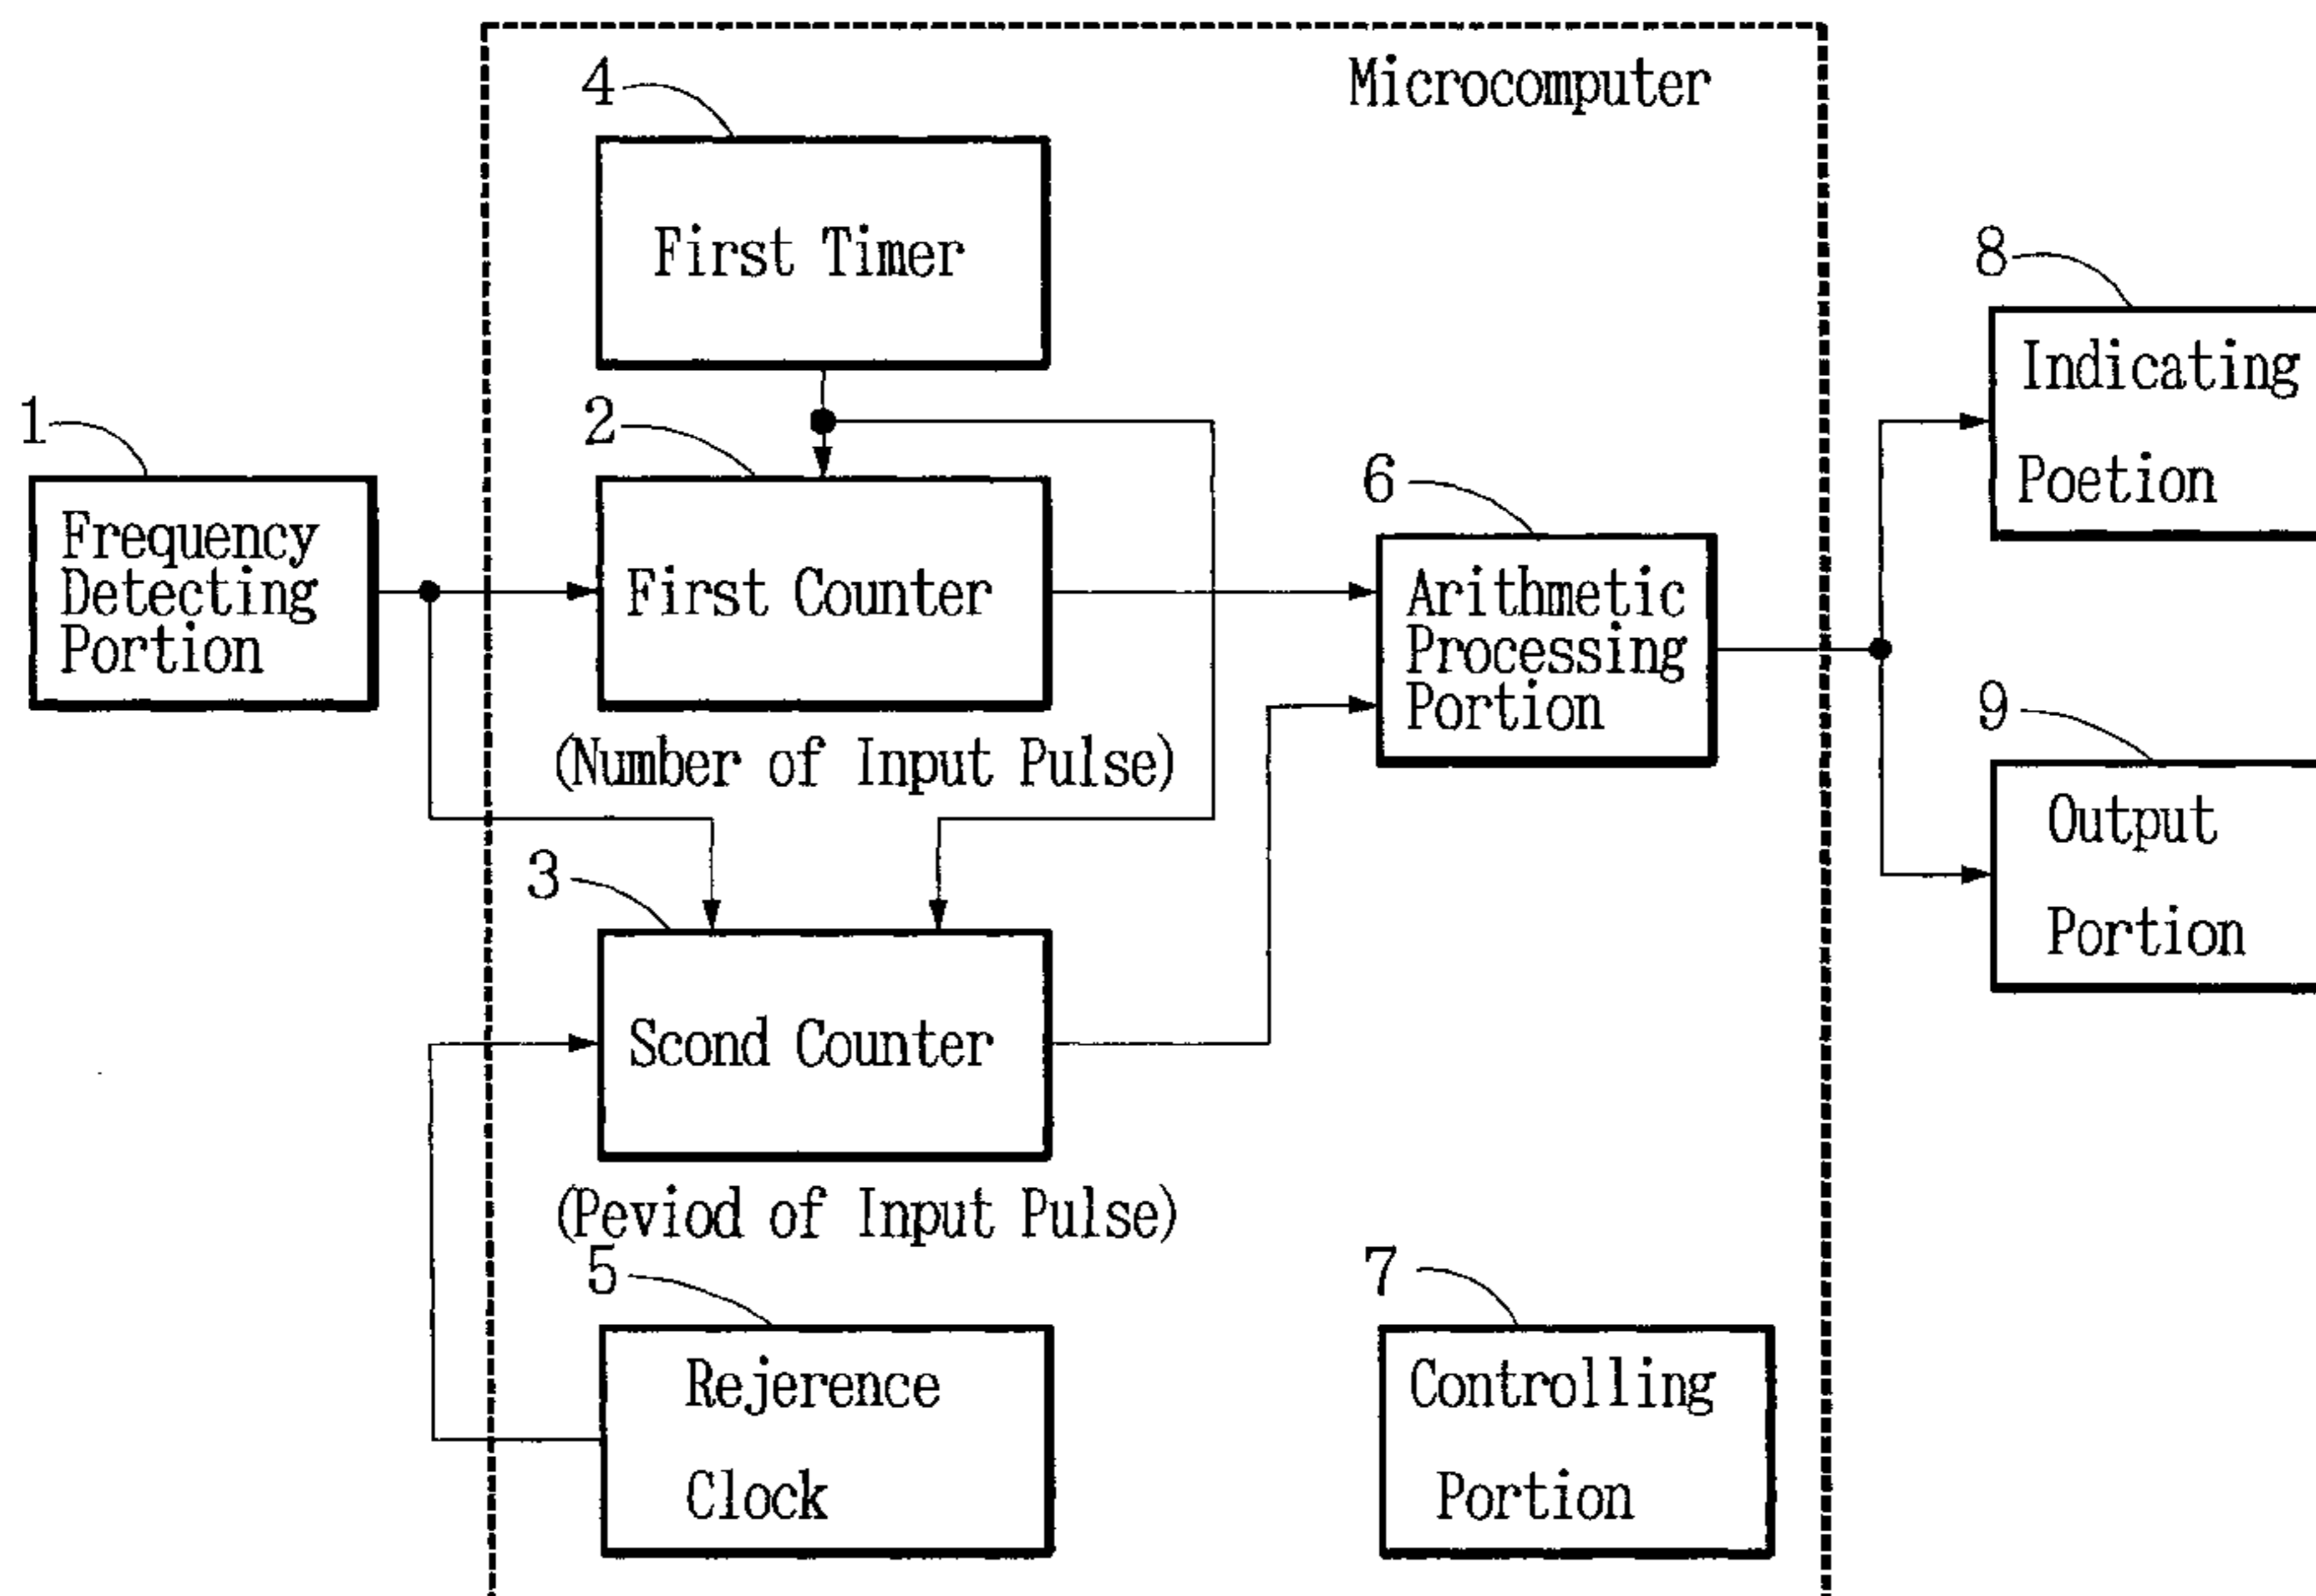 Microcomputer
4
First Timer
1
Frequency
Detecting
Portion
2
First Counter
(Number of Input Pulse)
6
Arithmetic
Processing
Portion
8
Indicating
Poetion
9
Output
Portion
3
Scond Counter
(Peviod of Input Pulse)
5
Rejerence
Clock
7
Controlling
Portion